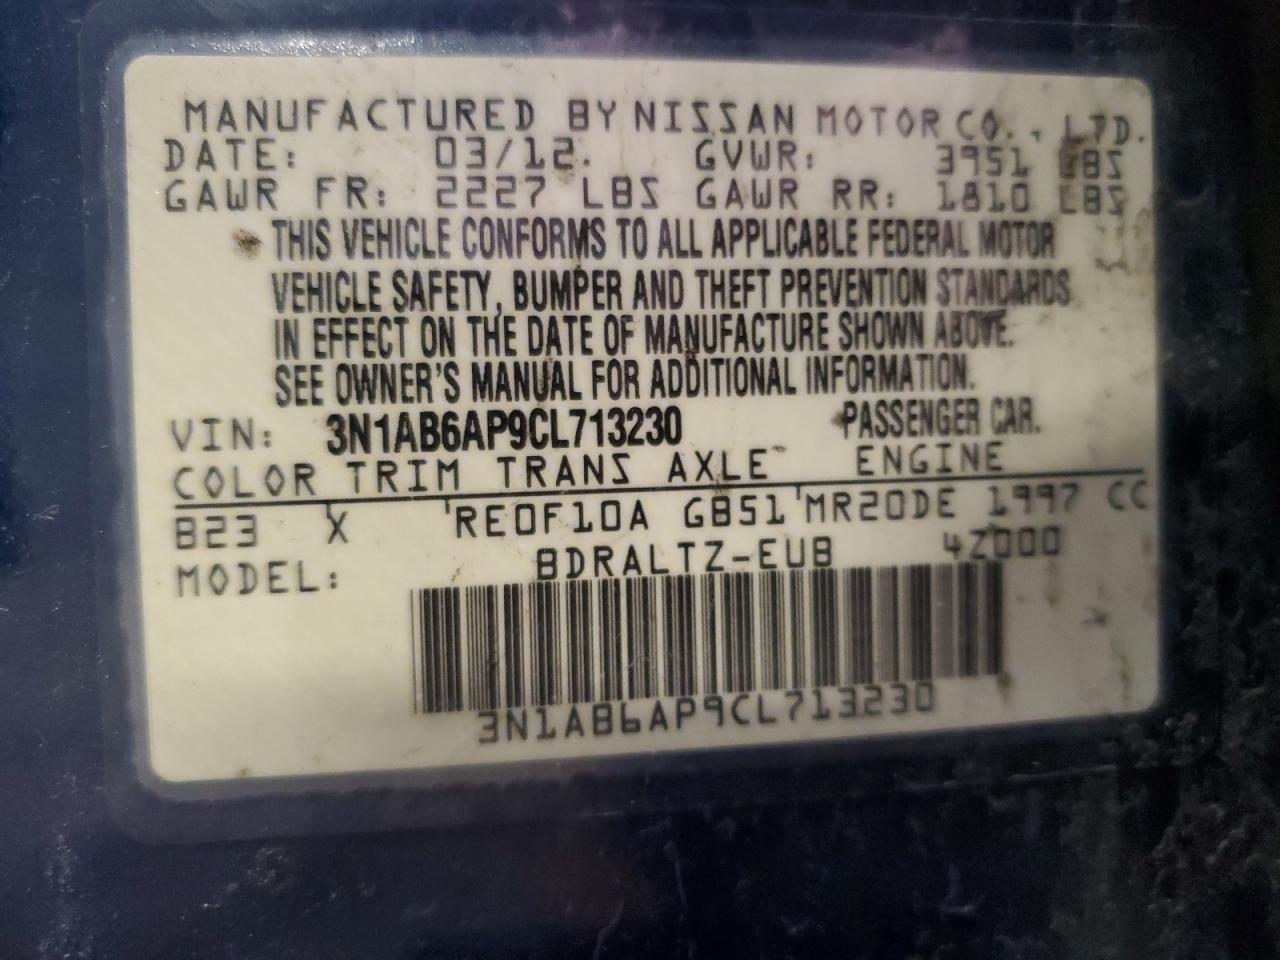 MANUFACTURED BY NISSAN MOTOR CO., LTD.
DATE: 03/12. GVWR: 3951 LBS
GAWR FR: 2227 LBS GAWR RR: 1810 LBS
THIS VEHICLE CONFORMS TO ALL APPLICABLE FEDERAL MOTOR
VEHICLE SAFETY, BUMPER AND THEFT PREVENTION STANDARDS
IN EFFECT ON THE DATE OF MANUFACTURE SHOWN ABOVE.
SEE OWNER'S MANUAL FOR ADDITIONAL INFORMATION.
VIN: 3N1AB6AP9CL713230 PASSENGER CAR.
COLOR TRIM TRANS AXLE ENGINE
B23 X RE0F10A GB51 MR20DE 1997 CC
MODEL: BDRALTZ-EUB 4Z000
3N1AB6AP9CL713230